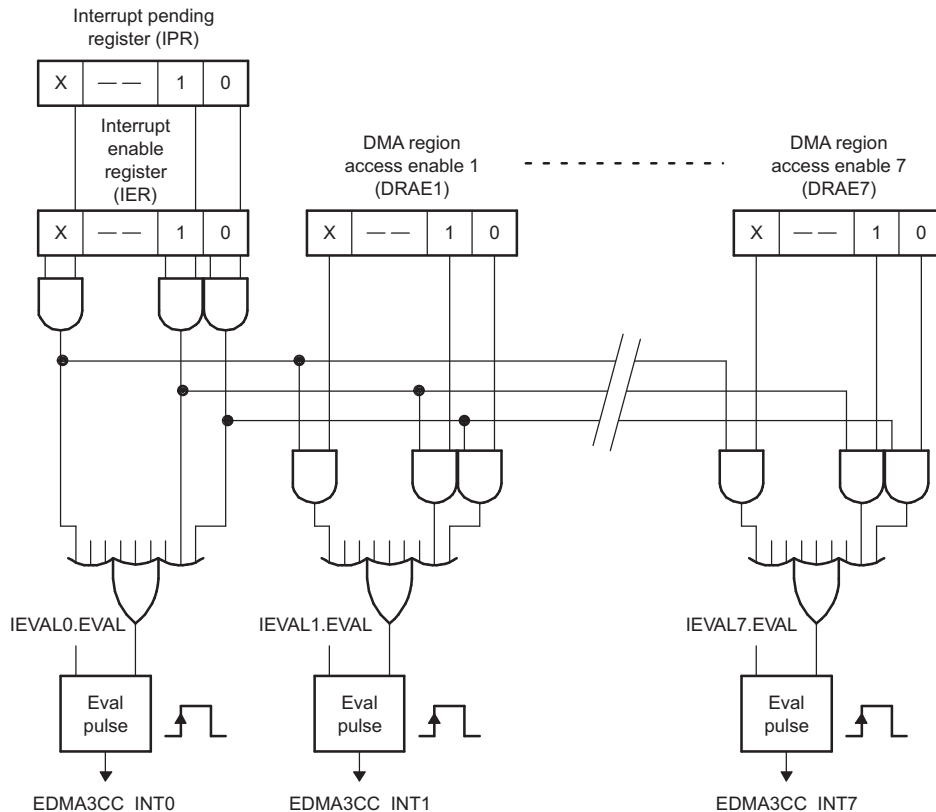 Interrupt pending
register (IPR)
X — — 1 0
Interrupt
enable
register
(IER)
X — — 1 0
DMA region
access enable 1
(DRAE1)
X — — 1 0
DMA region
access enable 7
(DRAE7)
X — — 1 0
IEVAL0.EVAL
IEVAL1.EVAL
IEVAL7.EVAL
Eval
pulse
Eval
pulse
Eval
pulse
EDMA3CC_INT0
EDMA3CC_INT1
EDMA3CC_INT7